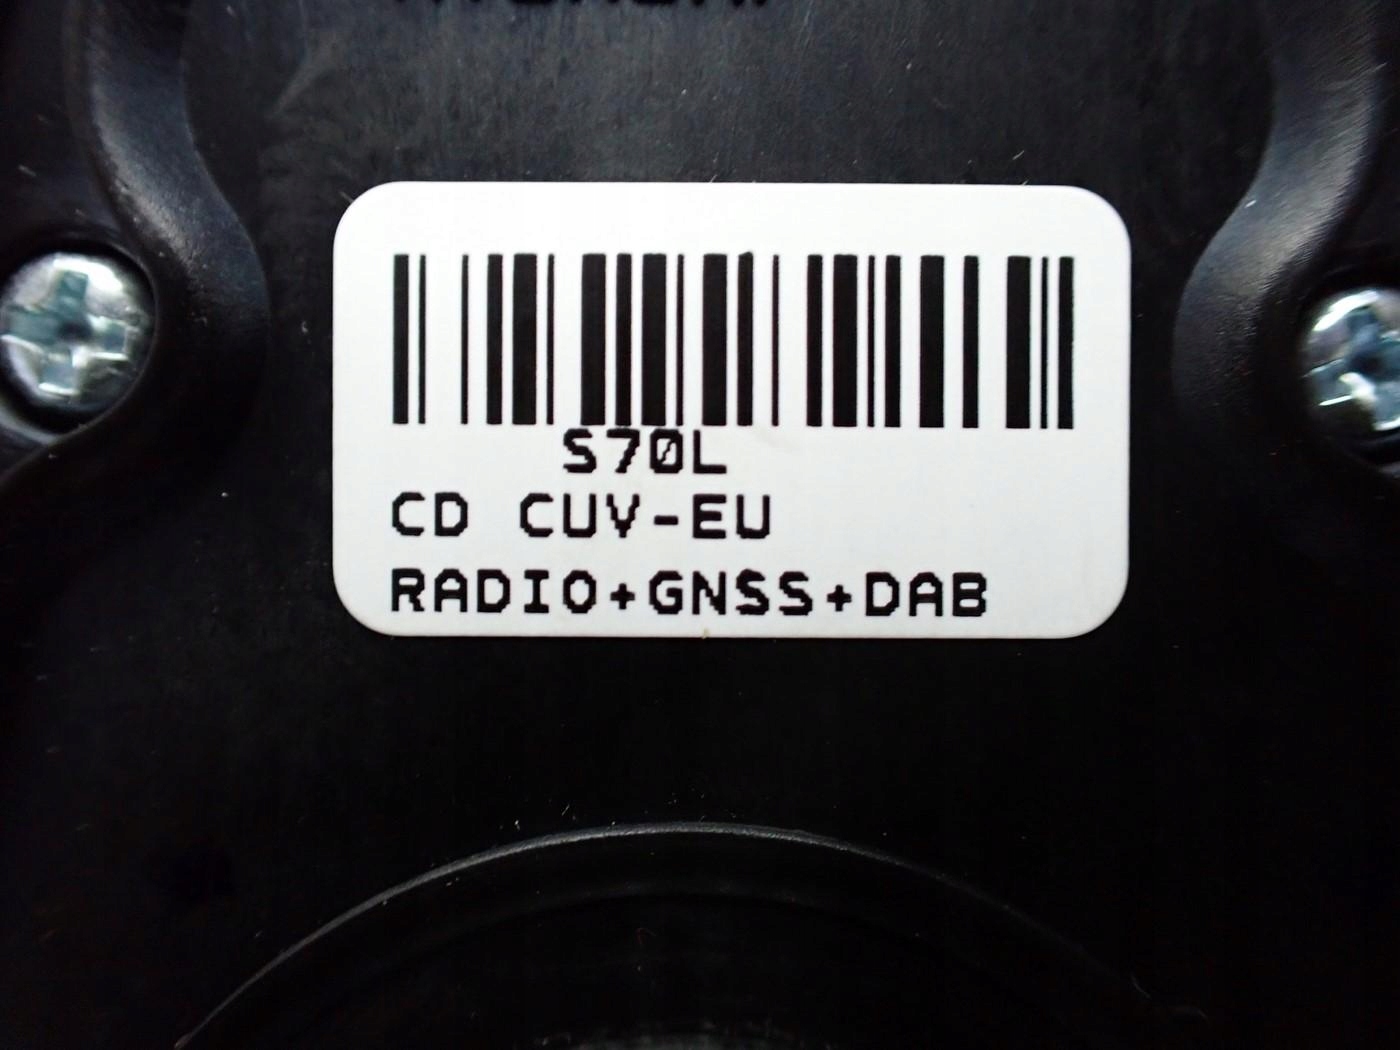 S70L
CD CUV-EU
RADIO+GNSS+DAB